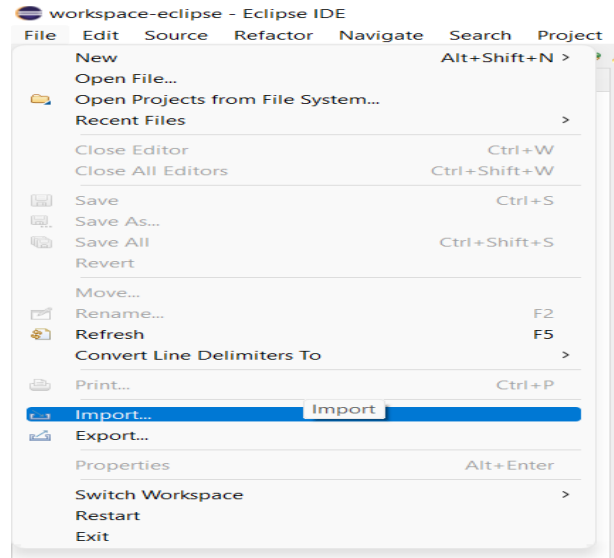 workspace-eclipse - Eclipse IDE
File Edit Source Refactor Navigate Search Project
New Alt+Shift+N >
Open File...
Open Projects from File System...
Recent Files >
Close Editor Ctrl+W
Close All Editors Ctrl+Shift+W
Save Ctrl+S
Save As...
Save All Ctrl+Shift+S
Revert
Move...
Rename... F2
Refresh F5
Convert Line Delimiters To >
Print... Ctrl+P
Import... Import
Export...
Properties Alt+Enter
Switch Workspace >
Restart
Exit